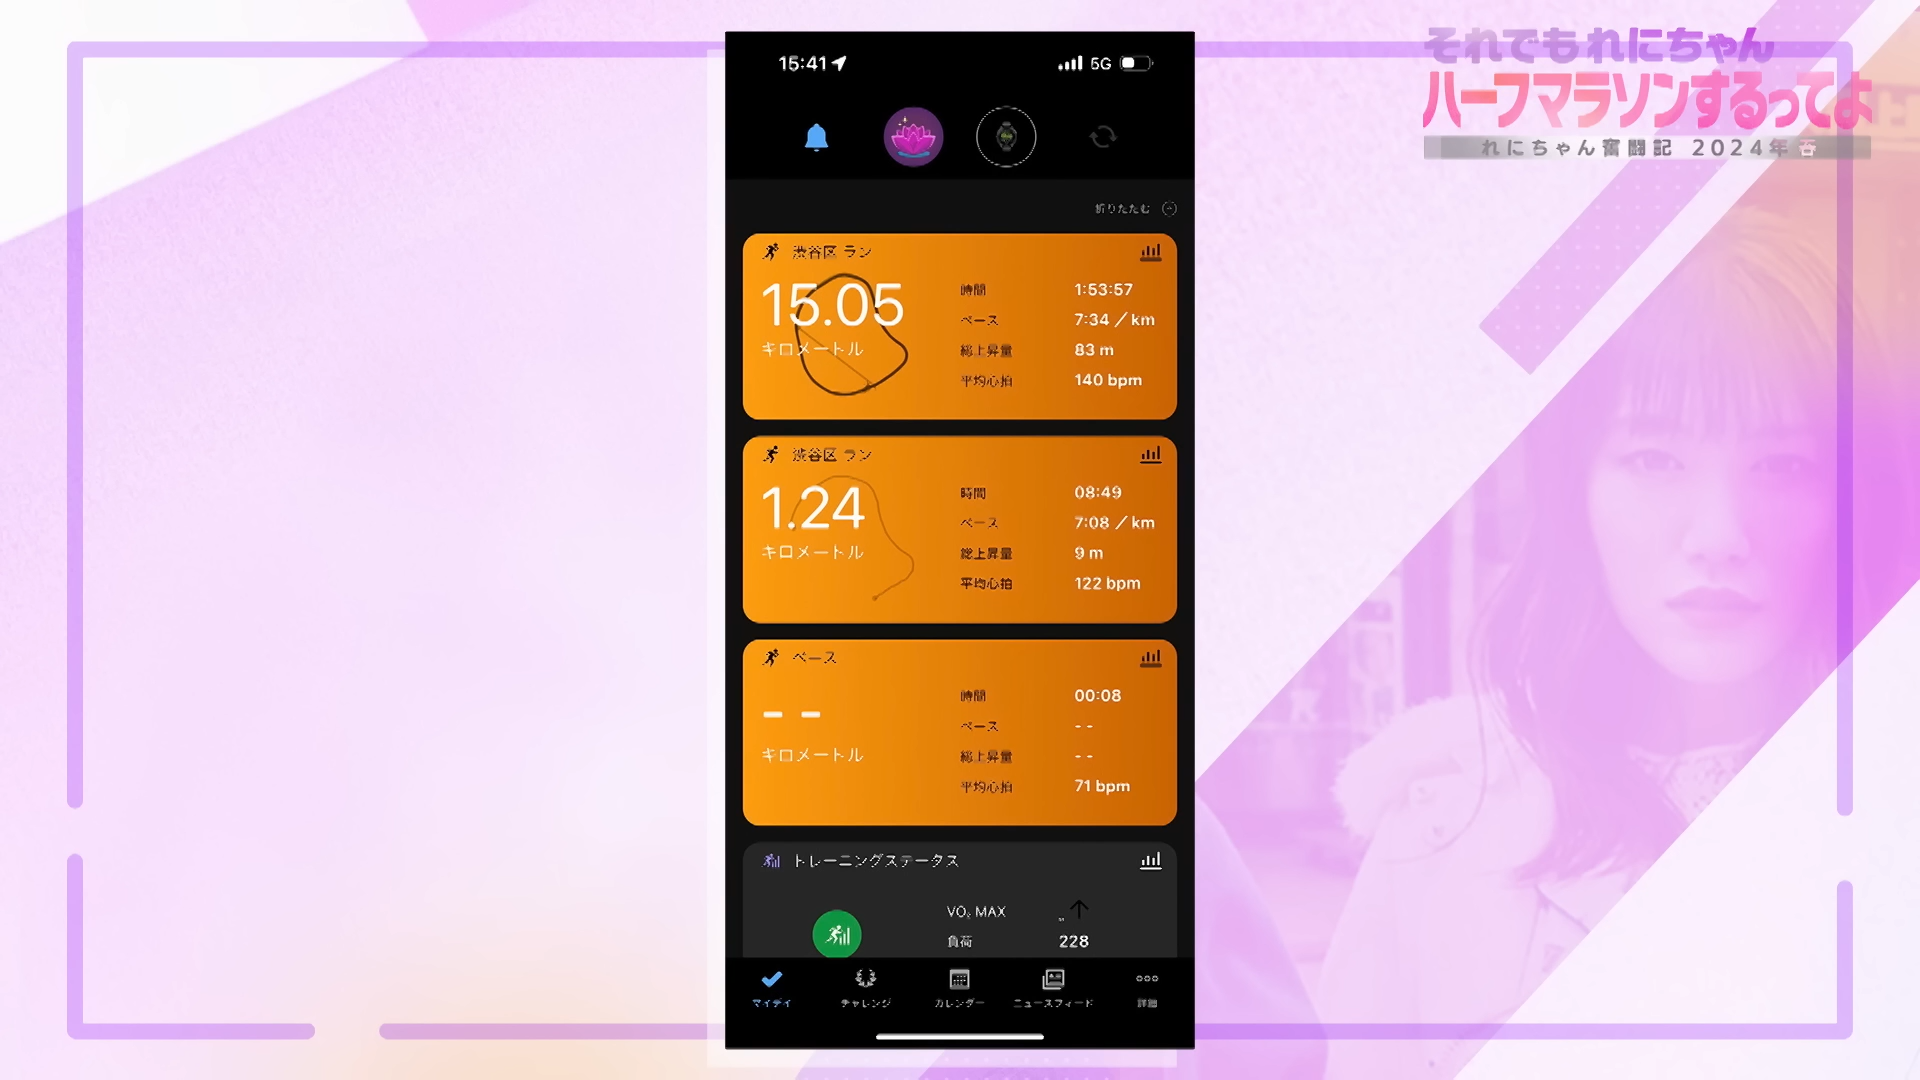 それでもれにちゃん
ハーフマラソンするってよ
れにちゃん奮闘記 2024年 春
15:41
5G
折りたたむ
渋谷区 ラン
15.05
キロメートル
時間 1:53:57
ペース 7:34 /km
総上昇量 83 m
平均心拍 140 bpm
渋谷区 ラン
1.24
キロメートル
時間 08:49
ペース 7:08 /km
総上昇量 9 m
平均心拍 122 bpm
ペース
-- 
キロメートル
時間 00:08
ペース --
総上昇量 --
平均心拍 71 bpm
トレーニングステータス
VO₂ MAX
負荷 228
マイデイ
チャレンジ
カレンダー
ニュースフィード
詳細